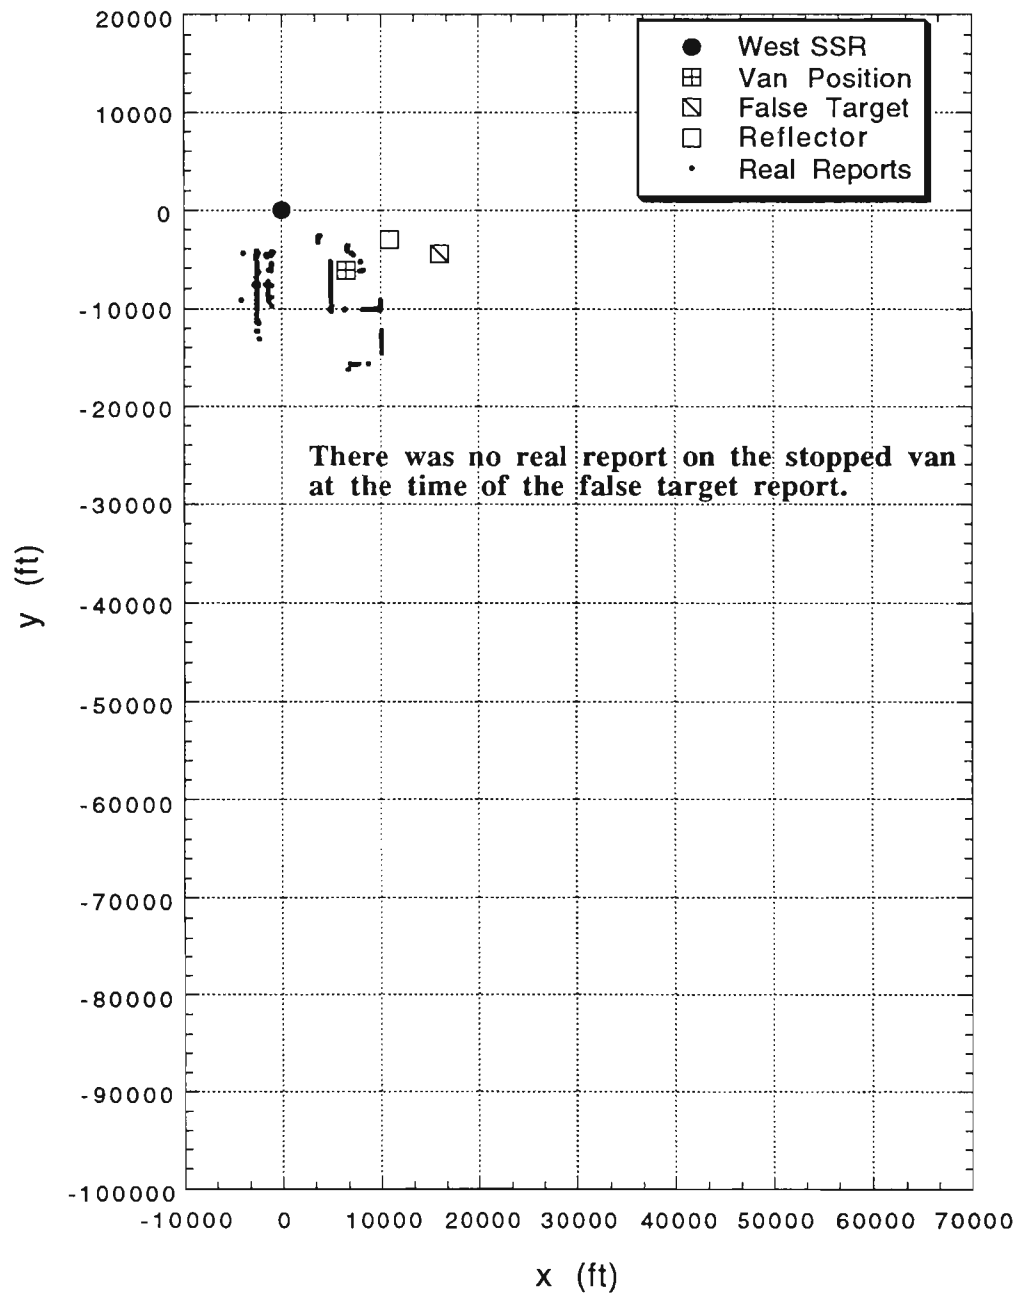 20000
10000
0
-10000
-20000
-30000
-40000
-50000
-60000
-70000
-80000
-90000
-100000
y (ft)
West SSR
Van Position
False Target
Reflector
Real Reports
There was no real report on the stopped van
at the time of the false target report.
-10000 0 10000 20000 30000 40000 50000 60000 70000
x (ft)